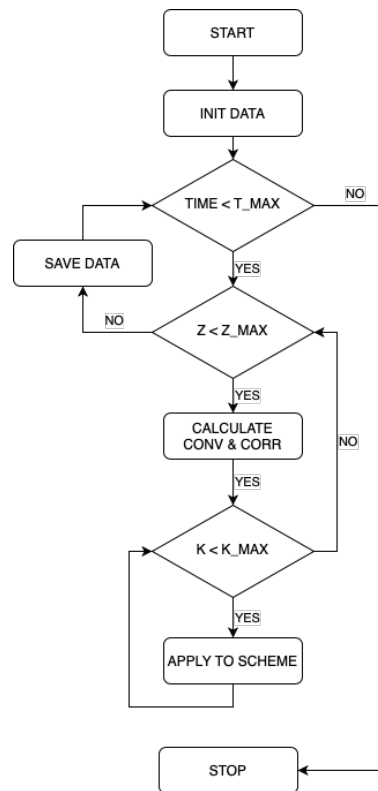 START
INIT DATA
TIME < T_MAX
NO
SAVE DATA
YES
NO
Z < Z_MAX
YES
CALCULATE
CONV & CORR
NO
YES
K < K_MAX
YES
APPLY TO SCHEME
STOP